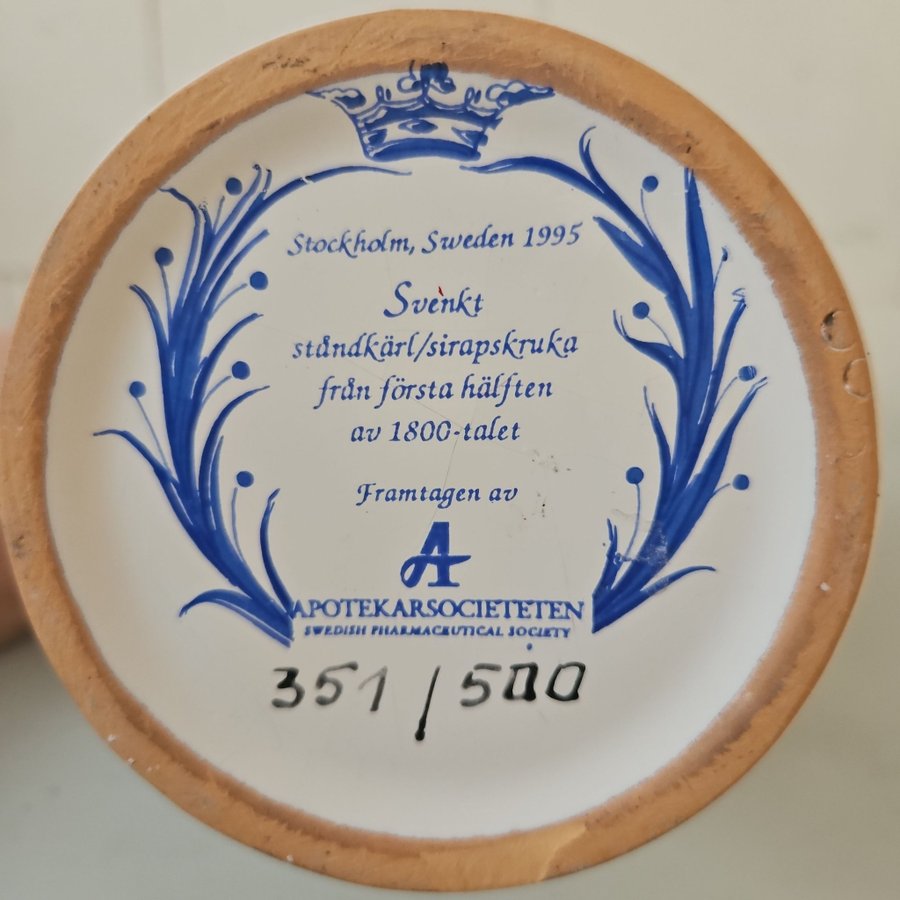 Stockholm, Sweden 1995
Svenkt
ståndkärl/sirapskruka
från första hälften
av 1800-talet
Framtagen av
A
APOTEKARSOCIETETEN
SWEDISH PHARMACEUTICAL SOCIETY
351/500